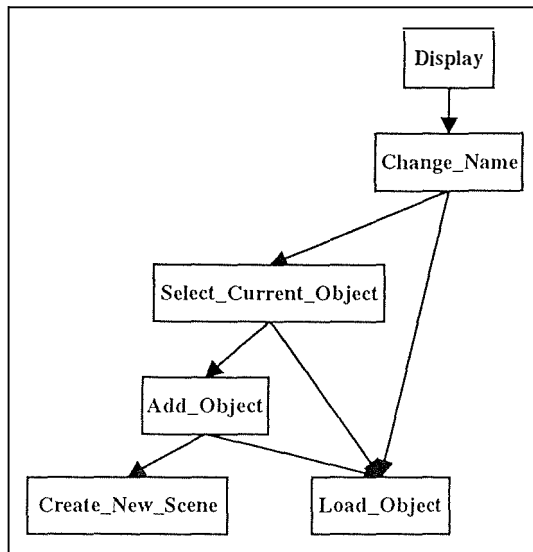 Display
Change_Name
Select_Current_Object
Add_Object
Create_New_Scene
Load_Object